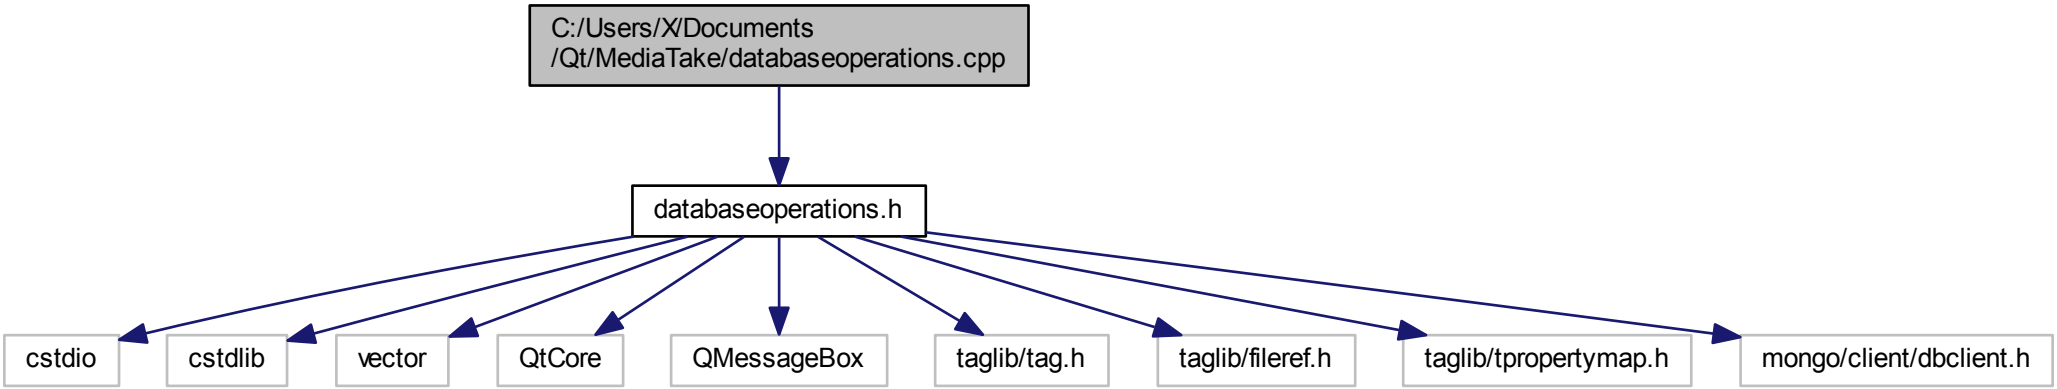 C:/Users/X/Documents
/Qt/MediaTake/databaseoperations.cpp
databaseoperations.h
cstdio
cstdlib
vector
QtCore
QMessageBox
taglib/tag.h
taglib/fileref.h
taglib/tpropertymap.h
mongo/client/dbclient.h